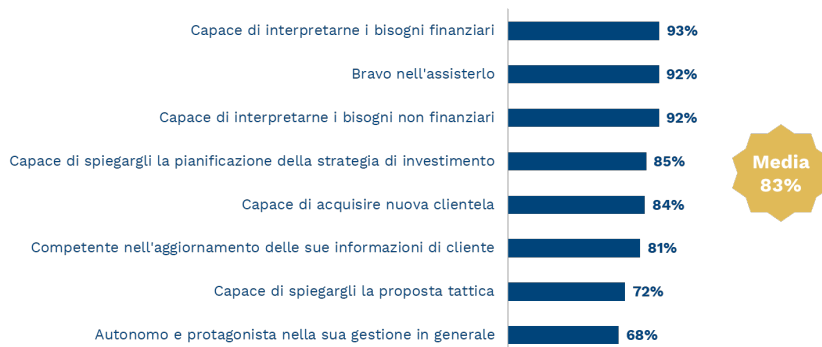 Capace di interpretarne i bisogni finanziari 93%
Bravo nell'assisterlo 92%
Capace di interpretarne i bisogni non finanziari 92%
Capace di spiegargli la pianificazione della strategia di investimento 85%
Media
83%
Capace di acquisire nuova clientela 84%
Competente nell'aggiornamento delle sue informazioni di cliente 81%
Capace di spiegargli la proposta tattica 72%
Autonomo e protagonista nella sua gestione in generale 68%